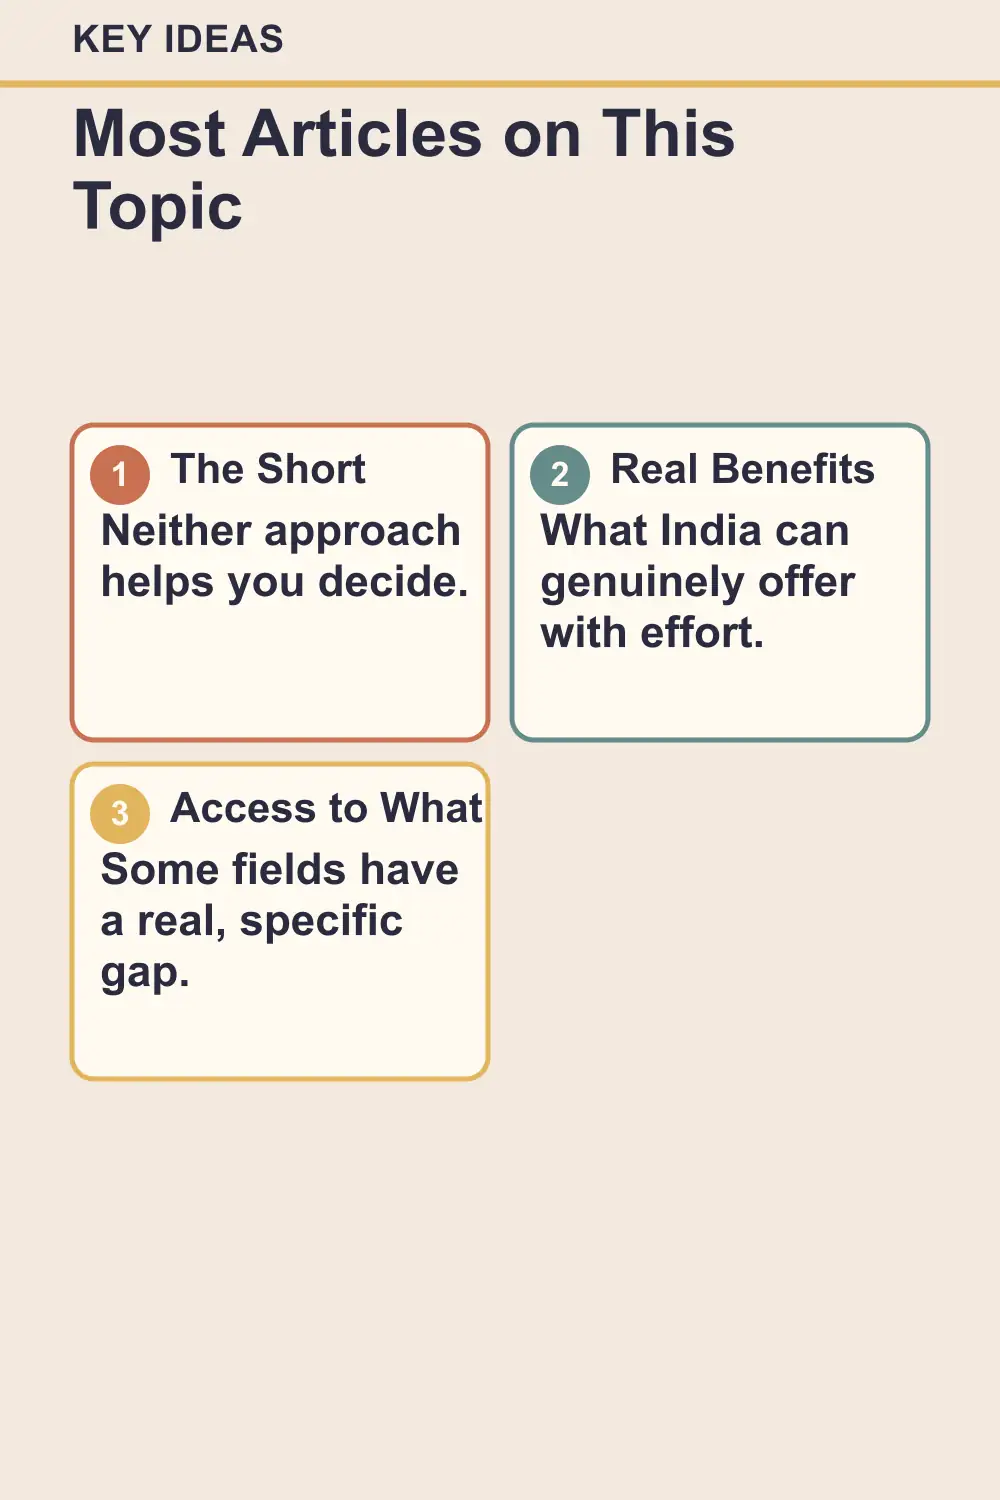 KEY IDEAS
Most Articles on This
Topic
1 The Short
Neither approach
helps you decide.
2 Real Benefits
What India can
genuinely offer
with effort.
3 Access to What
Some fields have
a real, specific
gap.